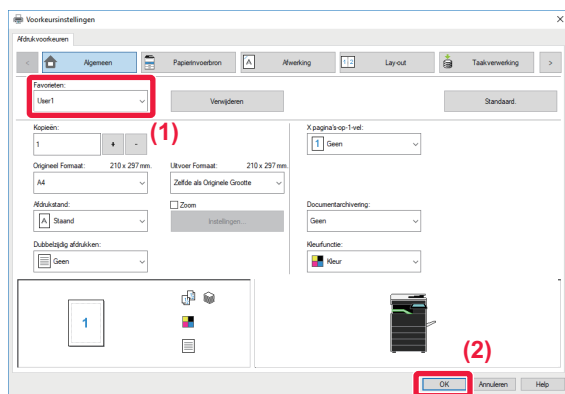 Voorkeursinstellingen
Afdrukvoorkeuren
< Algemeen Papierinvoerbron A Afwerking 1 2 Lay-out Taakverwerking >
Favorieten:
User1 Verwijderen Standaard.
(1)
Kopieën: X pagina's-op-1-vel:
1 + - 1 Geen
Origineel Formaat: 210 x 297 mm. Uitvoer Formaat: 210 x 297 mm.
A4 Zelfde als Originele Grootte
Afdrukstand: Zoom Documentarchivering:
A Staand Instellingen... Geen
Dubbelzijdig afdrukken: Kleurfunctie:
Geen Kleur
1
(2)
OK Annuleren Help